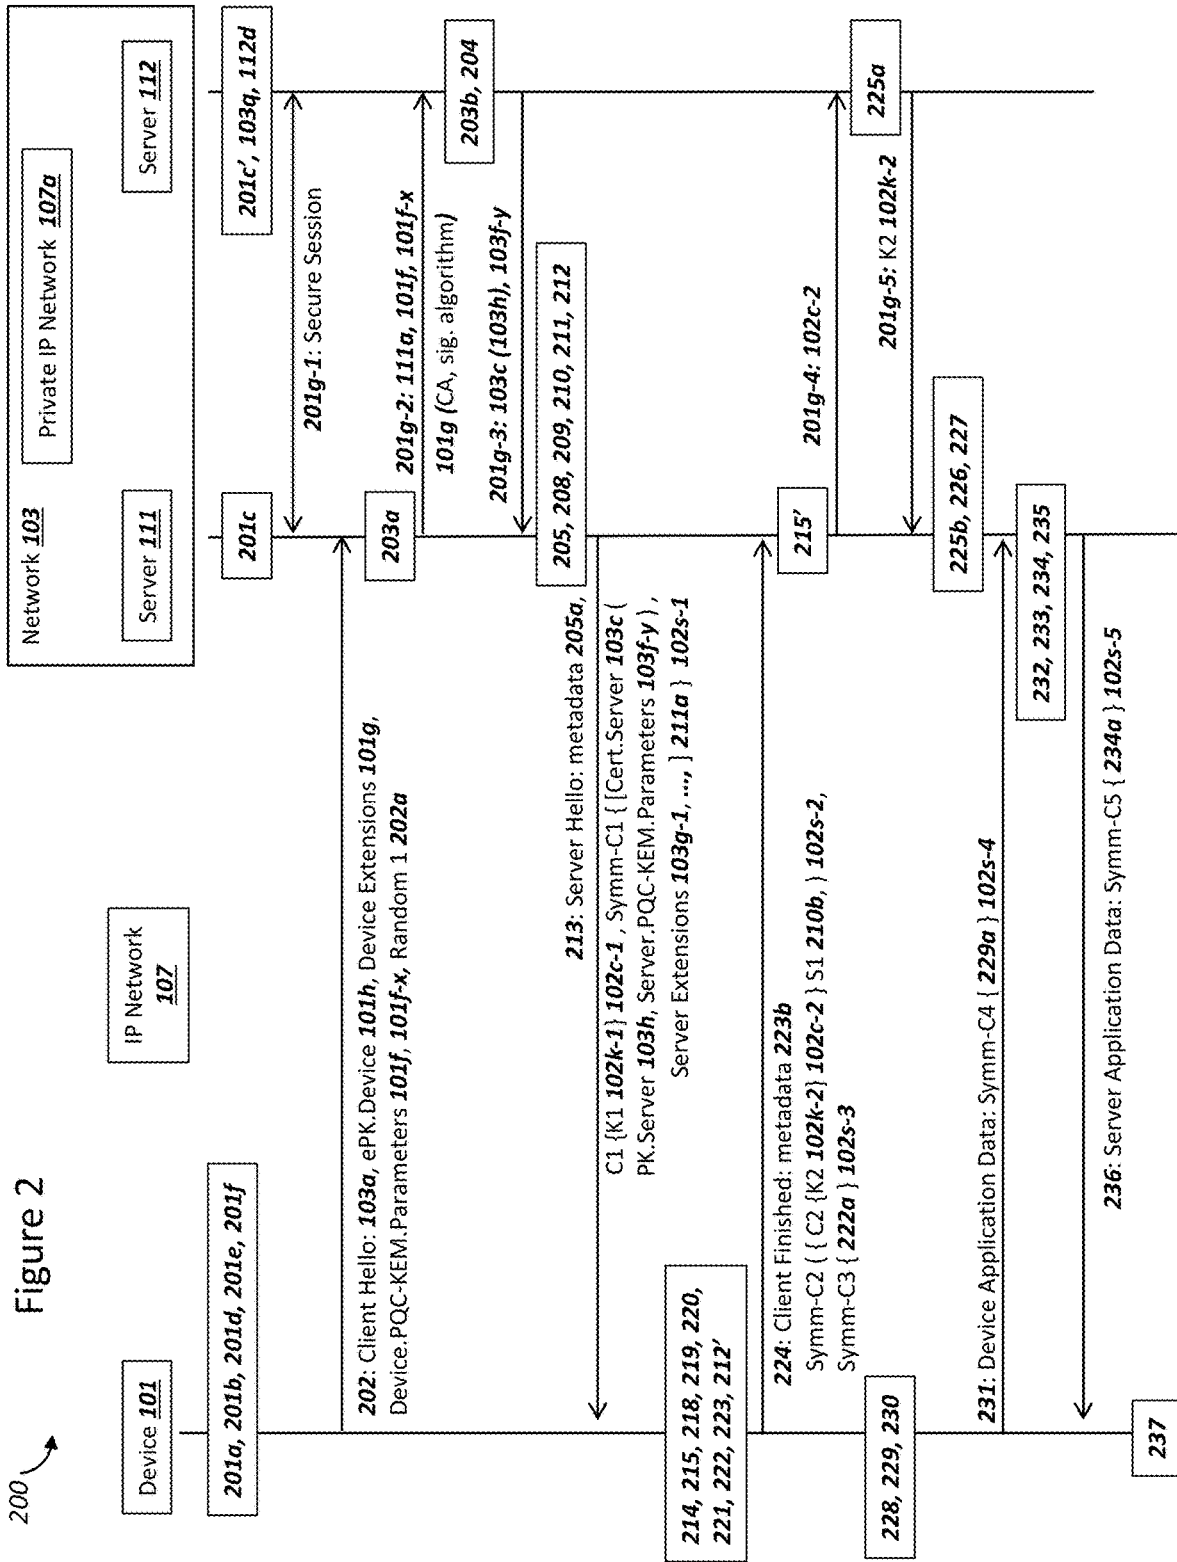 200
Figure 2
Device 101
IP Network
107
Network 103
Private IP Network 107a
Server 111
Server 112
201a, 201b, 201d, 201e, 201f
201c
201c’, 103q, 112d
201g-1: Secure Session
202: Client Hello: 103a, ePK.Device 101h, Device Extensions 101g,
Device.PQC-KEM.Parameters 101f, 101f-x, Random 1 202a
203a
201g-2: 111a, 101f, 101f-x
101g (CA, sig. algorithm)
203b, 204
201g-3: 103c (103h), 103f-y
205, 208, 209, 210, 211, 212
213: Server Hello: metadata 205a,
C1 {K1 102k-1} 102c-1 , Symm-C1 { [Cert.Server 103c (
PK.Server 103h, Server.PQC-KEM.Parameters 103f-y ) ,
Server Extensions 103g-1, ..., ] 211a } 102s-1
214, 215, 218, 219, 220,
221, 222, 223, 212’
224: Client Finished: metadata 223b
Symm-C2 ( { C2 {K2 102k-2} 102c-2 } S1 210b, ) 102s-2,
Symm-C3 { 222a } 102s-3
215’
201g-4: 102c-2
225a
201g-5: K2 102k-2
225b, 226, 227
228, 229, 230
231: Device Application Data: Symm-C4 { 229a } 102s-4
232, 233, 234, 235
236: Server Application Data: Symm-C5 { 234a } 102s-5
237